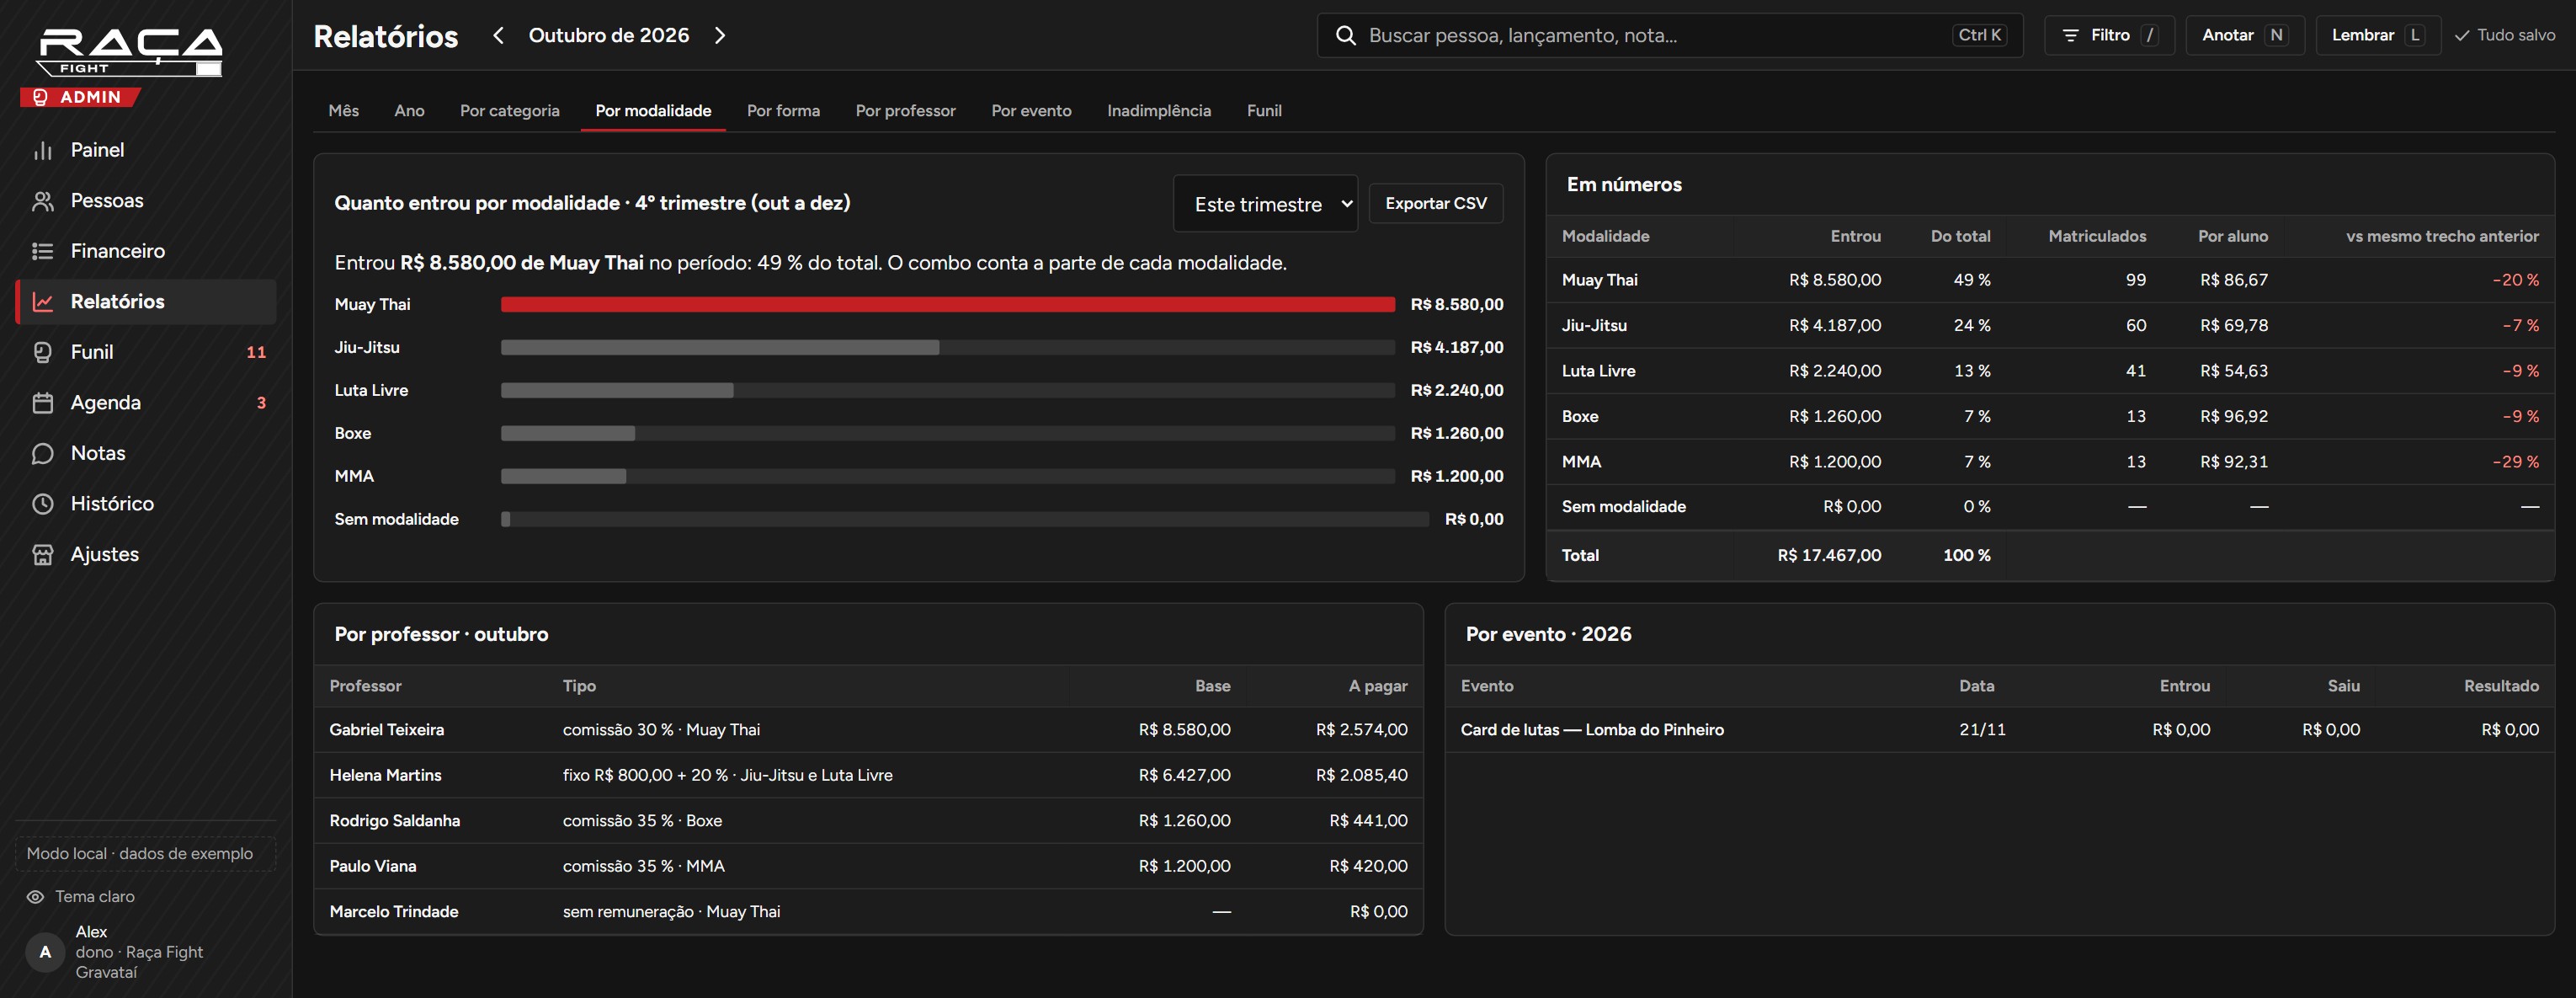 RAÇA
FIGHT
ADMIN
Painel
Pessoas
Financeiro
Relatórios
Funil 11
Agenda 3
Notas
Histórico
Ajustes
Modo local · dados de exemplo
Tema claro
A
Alex
dono · Raça Fight
Gravataí
Relatórios
Outubro de 2026
Buscar pessoa, lançamento, nota... Ctrl K
Filtro /
Anotar N
Lembrar L
Tudo salvo
Mês Ano Por categoria Por modalidade Por forma Por professor Por evento Inadimplência Funil
Quanto entrou por modalidade · 4º trimestre (out a dez)
Este trimestre
Exportar CSV
Entrou R$ 8.580,00 de Muay Thai no período: 49 % do total. O combo conta a parte de cada modalidade.
Muay Thai R$ 8.580,00
Jiu-Jitsu R$ 4.187,00
Luta Livre R$ 2.240,00
Boxe R$ 1.260,00
MMA R$ 1.200,00
Sem modalidade R$ 0,00
Em números
Modalidade Entrou Do total Matriculados Por aluno vs mesmo trecho anterior
Muay Thai R$ 8.580,00 49 % 99 R$ 86,67 −20 %
Jiu-Jitsu R$ 4.187,00 24 % 60 R$ 69,78 −7 %
Luta Livre R$ 2.240,00 13 % 41 R$ 54,63 −9 %
Boxe R$ 1.260,00 7 % 13 R$ 96,92 −9 %
MMA R$ 1.200,00 7 % 13 R$ 92,31 −29 %
Sem modalidade R$ 0,00 0 % — — —
Total R$ 17.467,00 100 %
Por professor · outubro
Professor Tipo Base A pagar
Gabriel Teixeira comissão 30 % · Muay Thai R$ 8.580,00 R$ 2.574,00
Helena Martins fixo R$ 800,00 + 20 % · Jiu-Jitsu e Luta Livre R$ 6.427,00 R$ 2.085,40
Rodrigo Saldanha comissão 35 % · Boxe R$ 1.260,00 R$ 441,00
Paulo Viana comissão 35 % · MMA R$ 1.200,00 R$ 420,00
Marcelo Trindade sem remuneração · Muay Thai — R$ 0,00
Por evento · 2026
Evento Data Entrou Saiu Resultado
Card de lutas — Lomba do Pinheiro 21/11 R$ 0,00 R$ 0,00 R$ 0,00